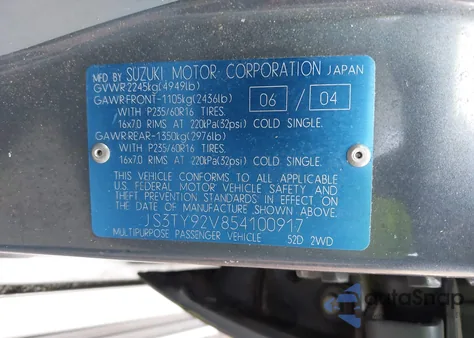 MFD BY SUZUKI MOTOR CORPORATION JAPAN
GVWR 2245kg(4949lb)
GAWR FRONT-1105kg(2436lb) 06 / 04
WITH P235/60R16 TIRES
16x7.0 RIMS AT 220kPa(32psi) COLD SINGLE.
GAWR REAR-1350kg(2976lb)
WITH P235/60R16 TIRES,
16x7.0 RIMS AT 220kPa(32psi) COLD SINGLE.
THIS VEHICLE CONFORMS TO ALL APPLICABLE
U.S. FEDERAL MOTOR VEHICLE SAFETY AND
THEFT PREVENTION STANDARDS IN EFFECT ON
THE DATE OF MANUFACTURE SHOWN ABOVE.
JS3TY92V854100917
MULTIPURPOSE PASSENGER VEHICLE 52D 2WD
autoSnap